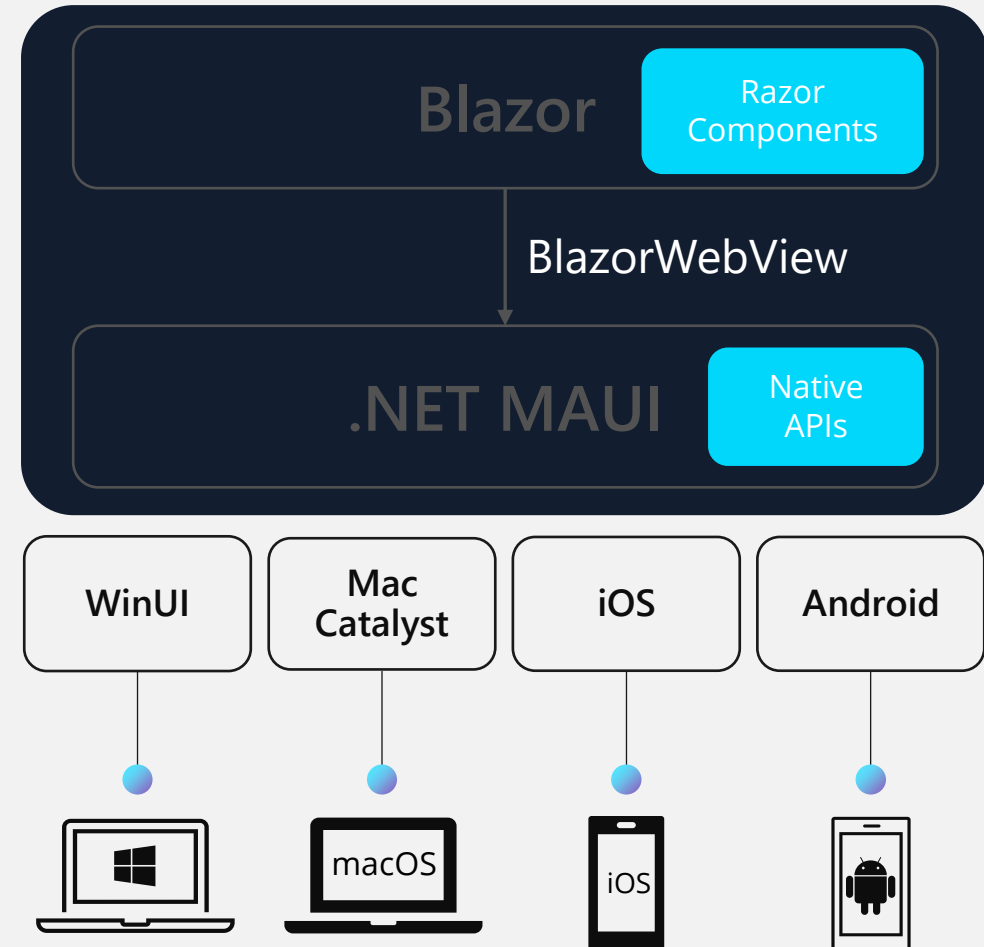 Blazor
Razor
Components
BlazorWebView
.NET MAUI
Native
APIs
WinUI
Mac
Catalyst
iOS
Android
macOS
iOS